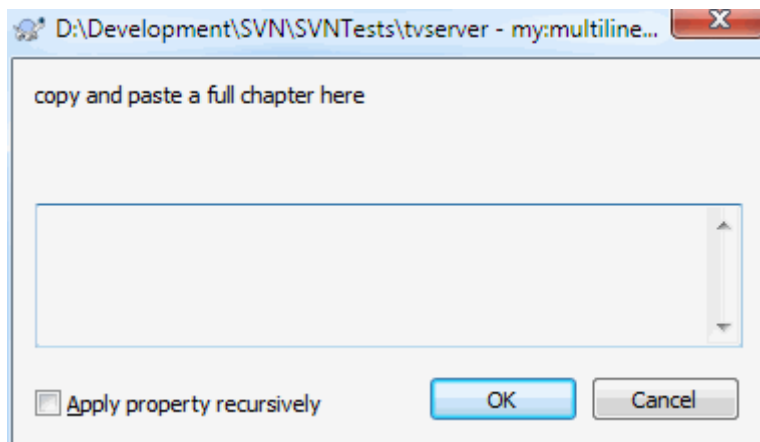 D:\Development\SVN\SVNTests\tvserver - my:multiline...
copy and paste a full chapter here
Apply property recursively
OK
Cancel